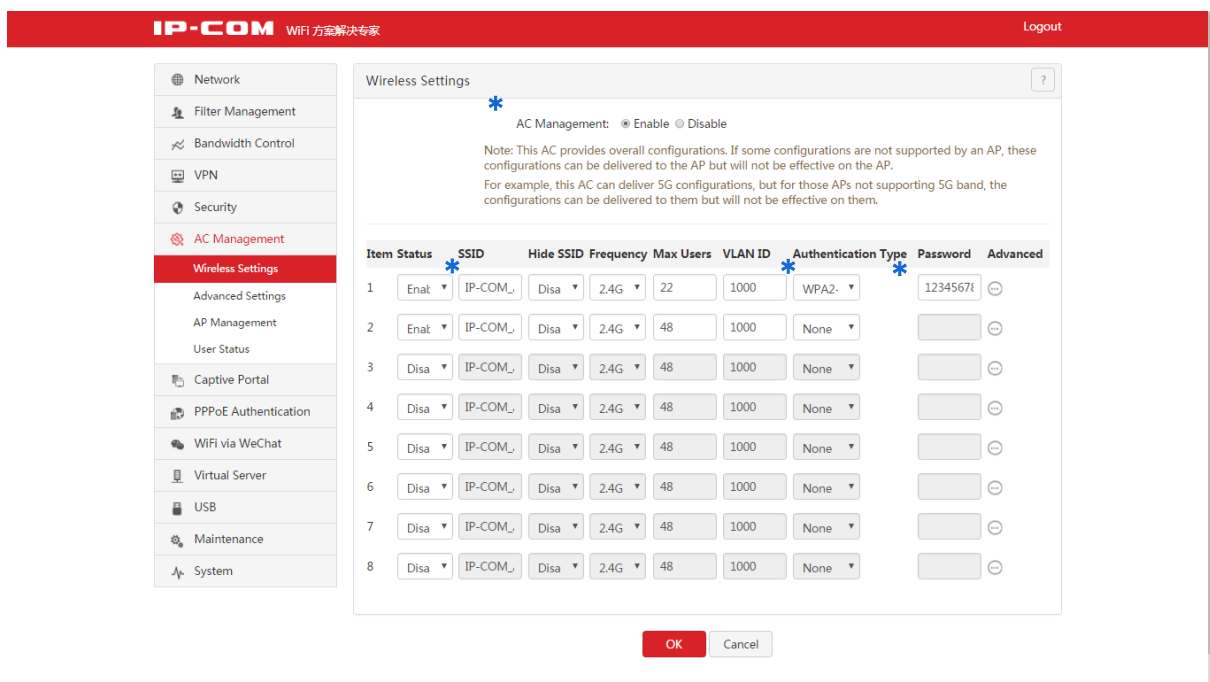 IP-COM WiFi 方案解决专家 Logout
Network
Filter Management
Bandwidth Control
VPN
Security
AC Management
Wireless Settings
Advanced Settings
AP Management
User Status
Captive Portal
PPPoE Authentication
WiFi via WeChat
Virtual Server
USB
Maintenance
System
Wireless Settings ?
* AC Management: Enable Disable
Note: This AC provides overall configurations. If some configurations are not supported by an AP, these
configurations can be delivered to the AP but will not be effective on the AP.
For example, this AC can deliver 5G configurations, but for those APs not supporting 5G band, the
configurations can be delivered to them but will not be effective on them.
Item Status * SSID Hide SSID Frequency Max Users VLAN ID * Authentication Type * Password Advanced
1 Enab IP-COM_ Disa 2.4G 22 1000 WPA2- 12345678
2 Enab IP-COM_ Disa 2.4G 48 1000 None
3 Disa IP-COM_ Disa 2.4G 48 1000 None
4 Disa IP-COM_ Disa 2.4G 48 1000 None
5 Disa IP-COM_ Disa 2.4G 48 1000 None
6 Disa IP-COM_ Disa 2.4G 48 1000 None
7 Disa IP-COM_ Disa 2.4G 48 1000 None
8 Disa IP-COM_ Disa 2.4G 48 1000 None
OK Cancel